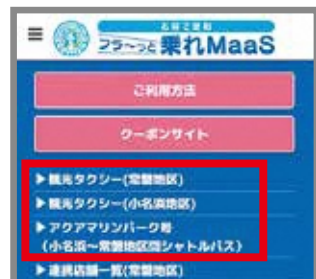 フラ〜っと乗れMaaS
ご利用方法
クーポンサイト
▶観光タクシー(常磐地区)
▶観光タクシー(小名浜地区)
▶アクアマリンパーク号
(小名浜〜常磐地区間シャトルバス)
▶連携店舗一覧(常磐地区)